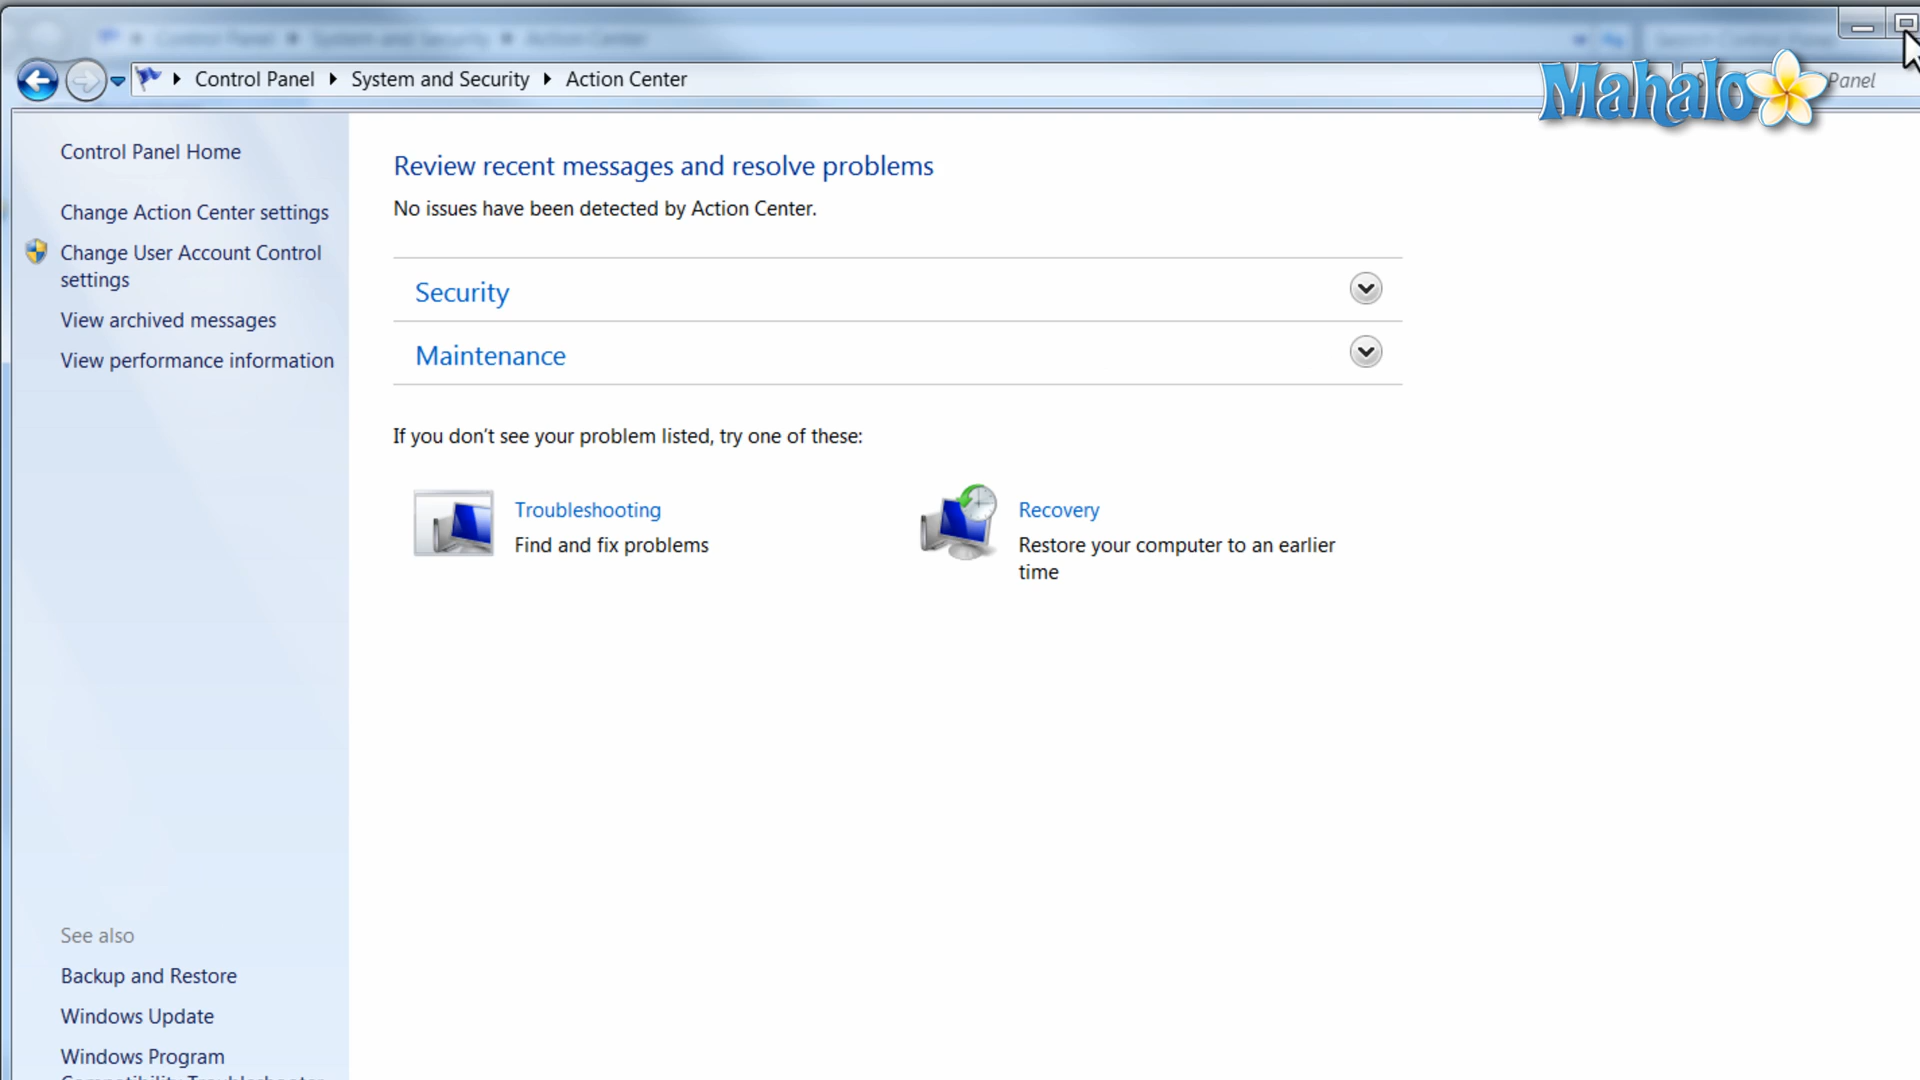 Control Panel System and Security Action Center
Panel
Mahalo
Control Panel Home
Change Action Center settings
Change User Account Control
settings
View archived messages
View performance information
See also
Backup and Restore
Windows Update
Windows Program
Compatibility Troubleshooter
Review recent messages and resolve problems
No issues have been detected by Action Center.
Security
Maintenance
If you don't see your problem listed, try one of these:
Troubleshooting
Find and fix problems
Recovery
Restore your computer to an earlier
time